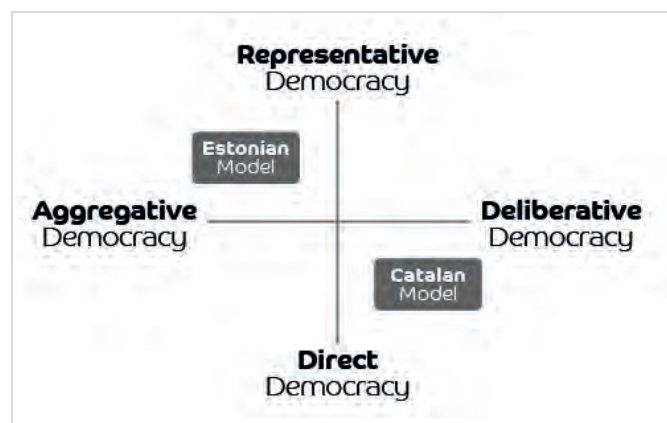 Representative
Democracy
Estonian
Model
Aggregative
Democracy
Deliberative
Democracy
Catalan
Model
Direct
Democracy